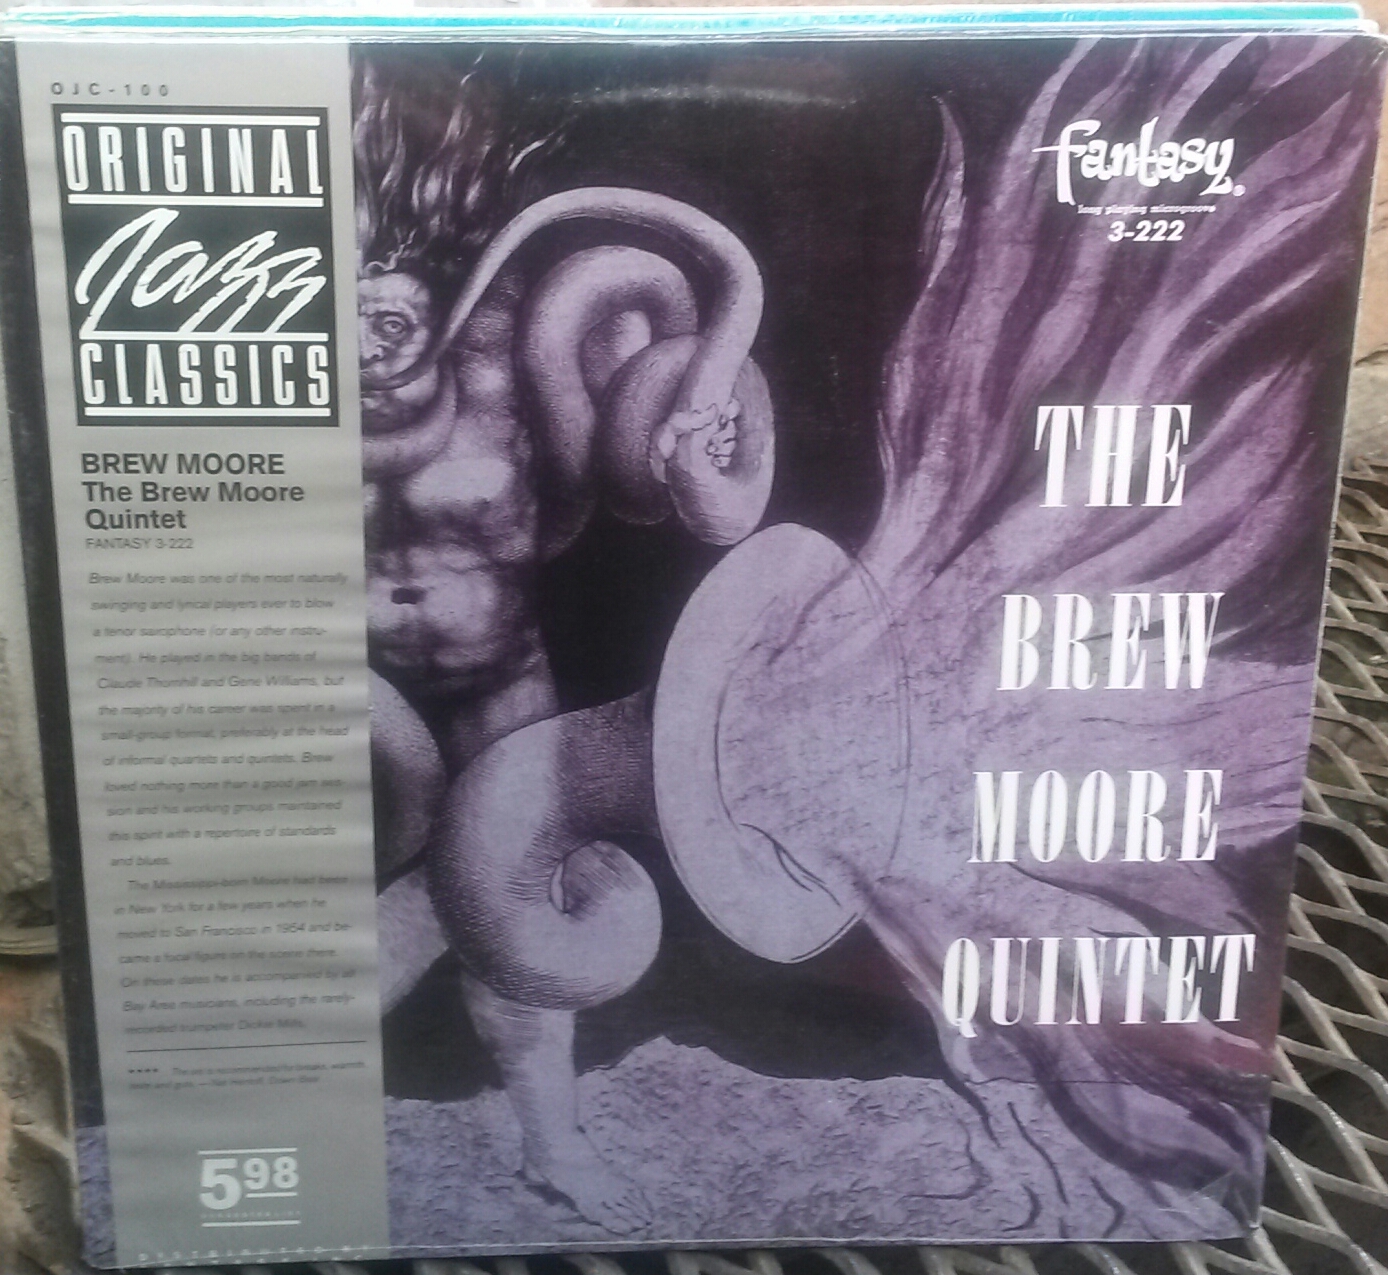 OJC-100
ORIGINAL
Jazz
CLASSICS
BREW MOORE
The Brew Moore
Quintet
FANTASY 3-222
Brew Moore was one of the most naturally
swinging and lyrical players ever to blow
a tenor saxophone (or any other instru-
ment). He played in the big bands of
Claude Thornhill and Gene Williams, but
the majority of his career was spent in a
small-group format, preferably at the head
of informal quartets and quintets. Brew
loved nothing more than a good jam ses-
sion and his working groups maintained
this spirit with a repertoire of standards
and blues.
The Mississippi-born Moore had been
in New York for a few years when he
moved to San Francisco in 1954 and be-
came a focal figure on the scene there.
On these dates he is accompanied by all
Bay Area musicians, including the rarely-
recorded trumpeter Dickie Mills.
5.98
DISTRIBUTED BY
fantasy®
long playing microgroove
3-222
THE
BREW
MOORE
QUINTET